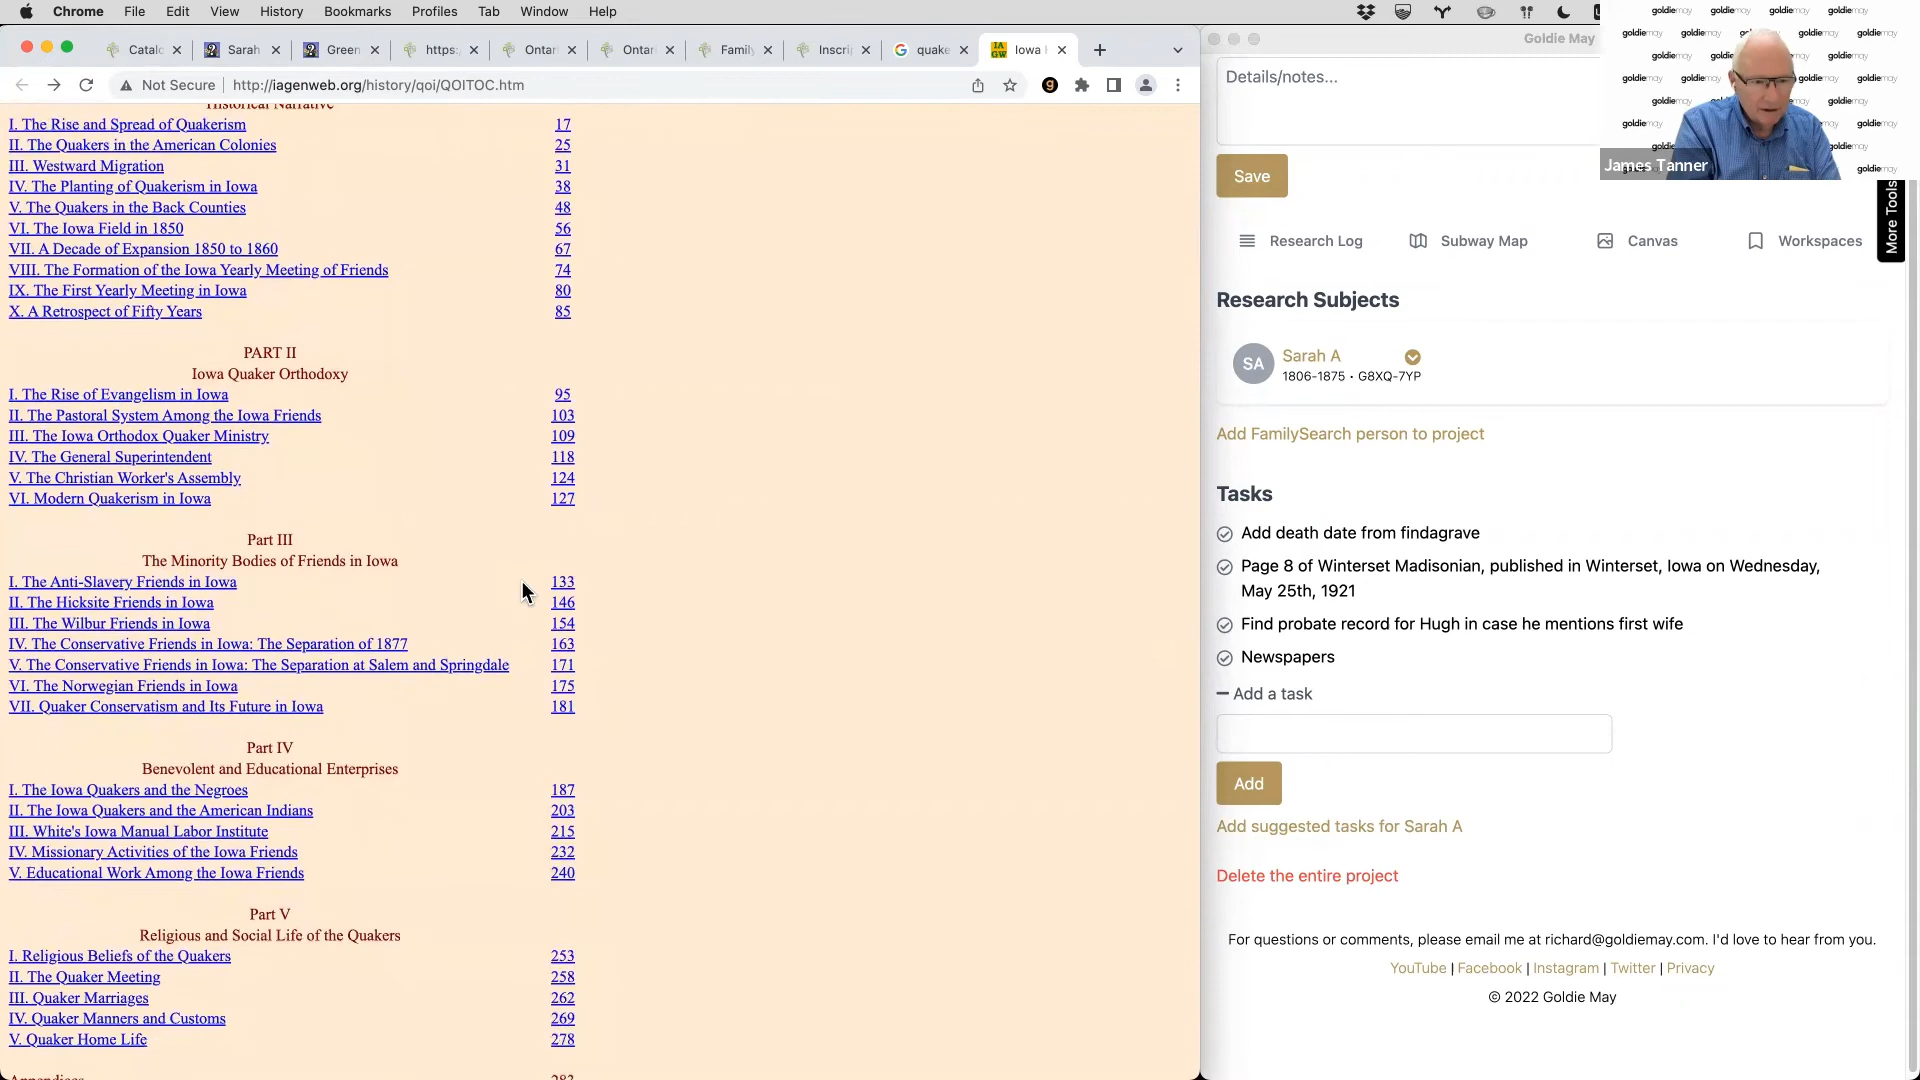 Chrome File Edit View History Bookmarks Profiles Tab Window Help
Catalo Sarah Green https: Ontari Ontari Family Inscri quake Iowa
Not Secure http://iagenweb.org/history/qoi/QOITOC.htm
Historical Narrative
I. The Rise and Spread of Quakerism 17
II. The Quakers in the American Colonies 25
III. Westward Migration 31
IV. The Planting of Quakerism in Iowa 38
V. The Quakers in the Back Counties 48
VI. The Iowa Field in 1850 56
VII. A Decade of Expansion 1850 to 1860 67
VIII. The Formation of the Iowa Yearly Meeting of Friends 74
IX. The First Yearly Meeting in Iowa 80
X. A Retrospect of Fifty Years 85
PART II
Iowa Quaker Orthodoxy
I. The Rise of Evangelism in Iowa 95
II. The Pastoral System Among the Iowa Friends 103
III. The Iowa Orthodox Quaker Ministry 109
IV. The General Superintendent 118
V. The Christian Worker's Assembly 124
VI. Modern Quakerism in Iowa 127
Part III
The Minority Bodies of Friends in Iowa
I. The Anti-Slavery Friends in Iowa 133
II. The Hicksite Friends in Iowa 146
III. The Wilbur Friends in Iowa 154
IV. The Conservative Friends in Iowa: The Separation of 1877 163
V. The Conservative Friends in Iowa: The Separation at Salem and Springdale 171
VI. The Norwegian Friends in Iowa 175
VII. Quaker Conservatism and Its Future in Iowa 181
Part IV
Benevolent and Educational Enterprises
I. The Iowa Quakers and the Negroes 187
II. The Iowa Quakers and the American Indians 203
III. White's Iowa Manual Labor Institute 215
IV. Missionary Activities of the Iowa Friends 232
V. Educational Work Among the Iowa Friends 240
Part V
Religious and Social Life of the Quakers
I. Religious Beliefs of the Quakers 253
II. The Quaker Meeting 258
III. Quaker Marriages 262
IV. Quaker Manners and Customs 269
V. Quaker Home Life 278
Appendices 283
Goldie May
Details/notes...
Save
James Tanner
More Tools
Research Log Subway Map Canvas Workspaces
Research Subjects
SA Sarah A
1806-1875 • G8XQ-7YP
Add FamilySearch person to project
Tasks
Add death date from findagrave
Page 8 of Winterset Madisonian, published in Winterset, Iowa on Wednesday,
May 25th, 1921
Find probate record for Hugh in case he mentions first wife
Newspapers
Add a task
Add
Add suggested tasks for Sarah A
Delete the entire project
For questions or comments, please email me at richard@goldiemay.com. I'd love to hear from you.
YouTube | Facebook | Instagram | Twitter | Privacy
© 2022 Goldie May